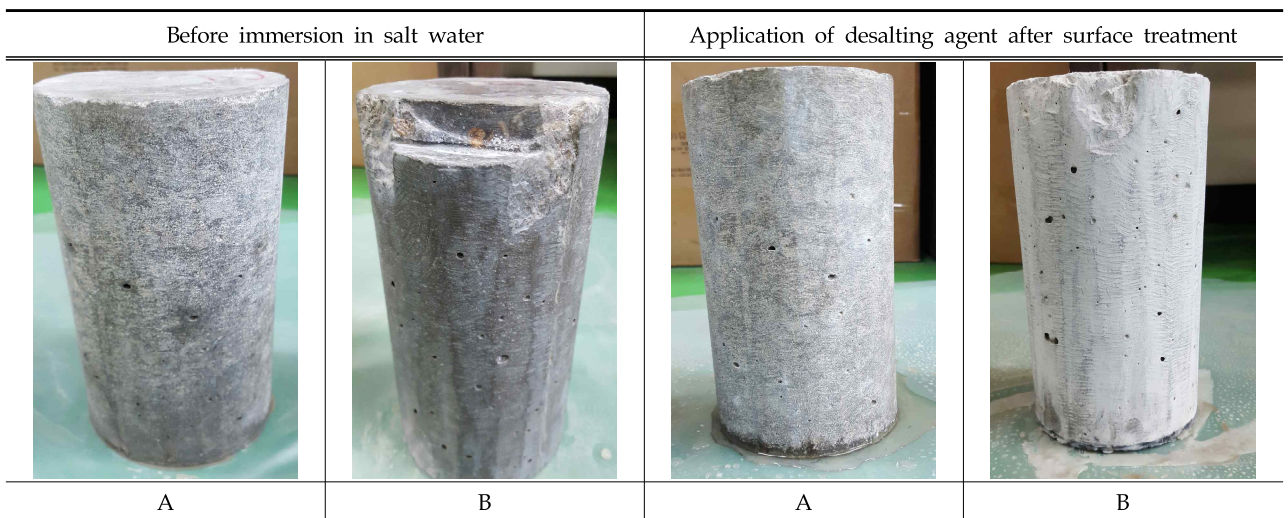 Before immersion in salt water
Application of desalting agent after surface treatment
A
B
A
B